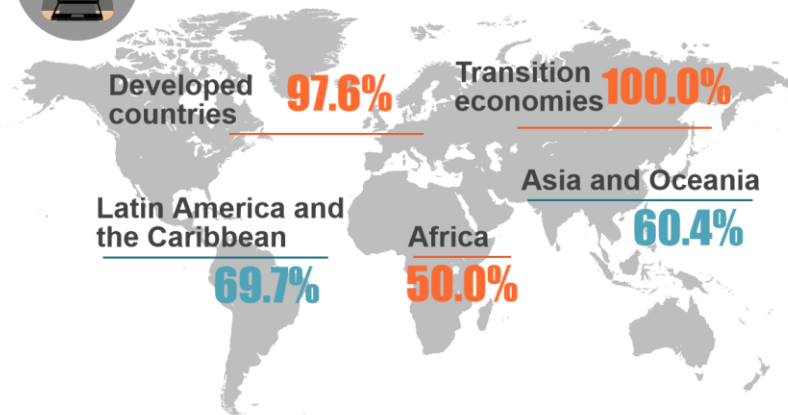 Developed
countries
97.6%
Transition
economies
100.0%
Asia and Oceania
60.4%
Latin America and
the Caribbean
69.7%
Africa
50.0%